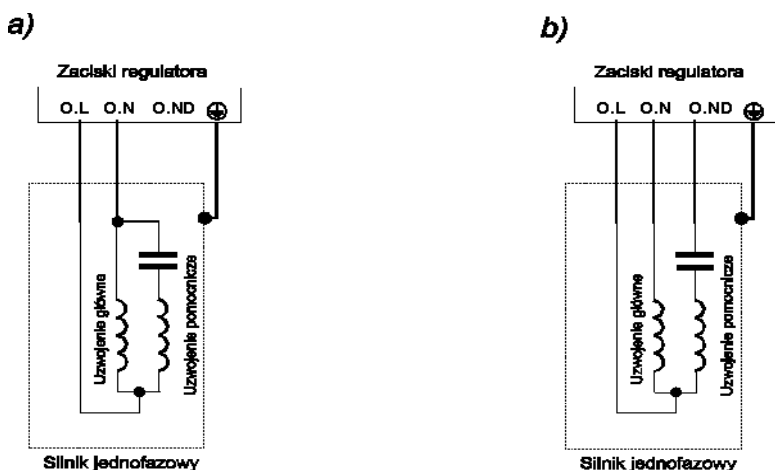 a)
Zaciski regulatora
O.L O.N O.ND
Uzwojenie główne
Uzwojenie pomocnicze
Silnik jednofazowy
b)
Zaciski regulatora
O.L O.N O.ND
Uzwojenie główne
Uzwojenie pomocnicze
Silnik jednofazowy